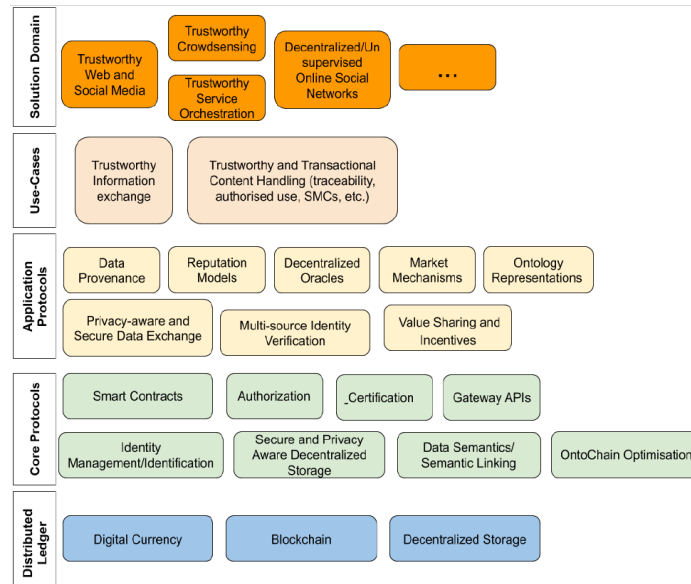 Solution Domain
Trustworthy
Web and
Social Media
Trustworthy
Crowdsensing
Trustworthy
Service
Orchestration
Decentralized/Un
supervised
Online Social
Networks
...
Use-Cases
Trustworthy
Information
exchange
Trustworthy and Transactional
Content Handling (traceability,
authorised use, SMCs, etc.)
Application
Protocols
Data
Provenance
Reputation
Models
Decentralized
Oracles
Market
Mechanisms
Ontology
Representations
Privacy-aware and
Secure Data Exchange
Multi-source Identity
Verification
Value Sharing and
Incentives
Core Protocols
Smart Contracts
Authorization
_Certification
Gateway APIs
Identity
Management/Identification
Secure and Privacy
Aware Decentralized
Storage
Data Semantics/
Semantic Linking
OntoChain Optimisation
Distributed
Ledger
Digital Currency
Blockchain
Decentralized Storage